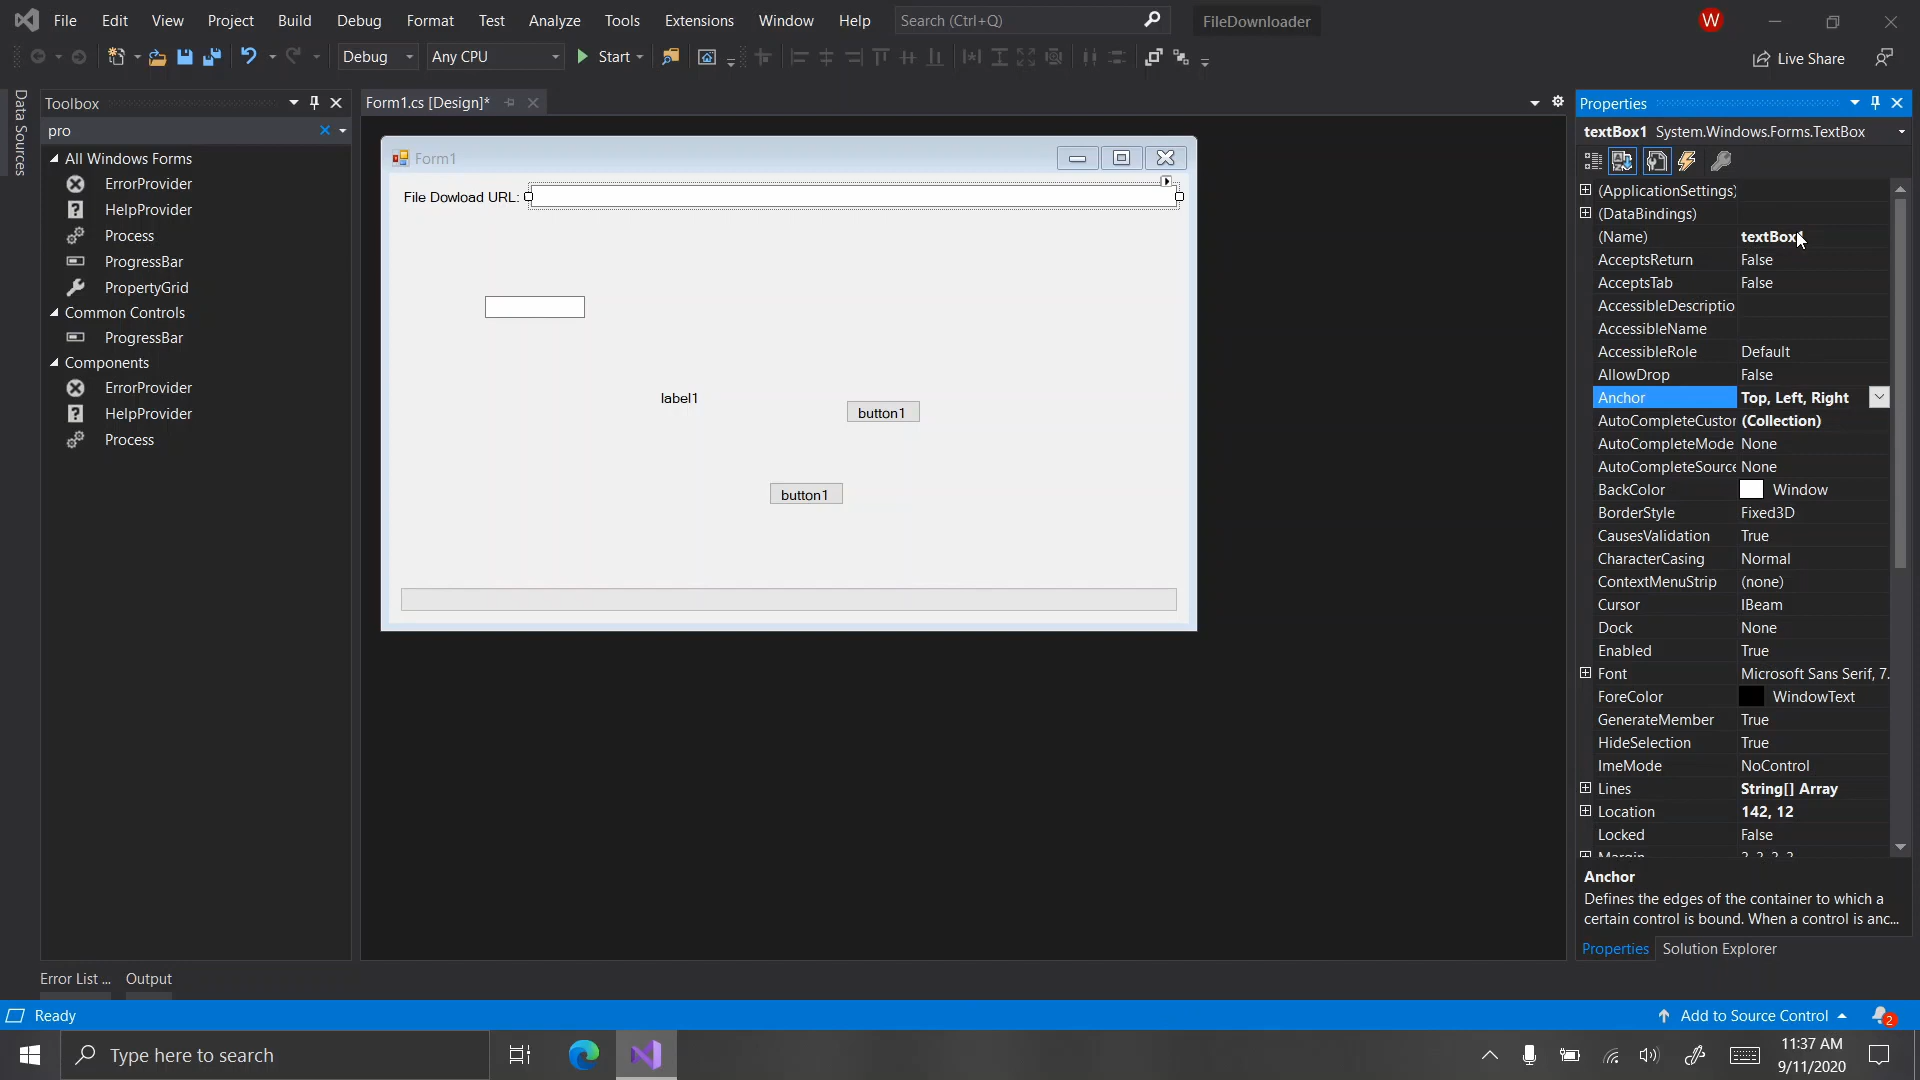 File Edit View Project Build Debug Format Test Analyze Tools Extensions Window Help Search (Ctrl+Q) FileDownloader W
Debug Any CPU Start Live Share
Data Sources
Toolbox
pro
All Windows Forms
ErrorProvider
HelpProvider
Process
ProgressBar
PropertyGrid
Common Controls
ProgressBar
Components
ErrorProvider
HelpProvider
Process
Form1.cs [Design]*
Form1
File Dowload URL:
label1
button1
button1
Properties
textBox1 System.Windows.Forms.TextBox
(ApplicationSettings)
(DataBindings)
(Name) textBox1
AcceptsReturn False
AcceptsTab False
AccessibleDescriptio
AccessibleName
AccessibleRole Default
AllowDrop False
Anchor Top, Left, Right
AutoCompleteCustor (Collection)
AutoCompleteMode None
AutoCompleteSource None
BackColor Window
BorderStyle Fixed3D
CausesValidation True
CharacterCasing Normal
ContextMenuStrip (none)
Cursor IBeam
Dock None
Enabled True
Font Microsoft Sans Serif, 7.
ForeColor WindowText
GenerateMember True
HideSelection True
ImeMode NoControl
Lines String[] Array
Location 142, 12
Locked False
Anchor
Defines the edges of the container to which a
certain control is bound. When a control is anc...
Properties Solution Explorer
Error List ... Output
Ready Add to Source Control 2
Type here to search
11:37 AM
9/11/2020